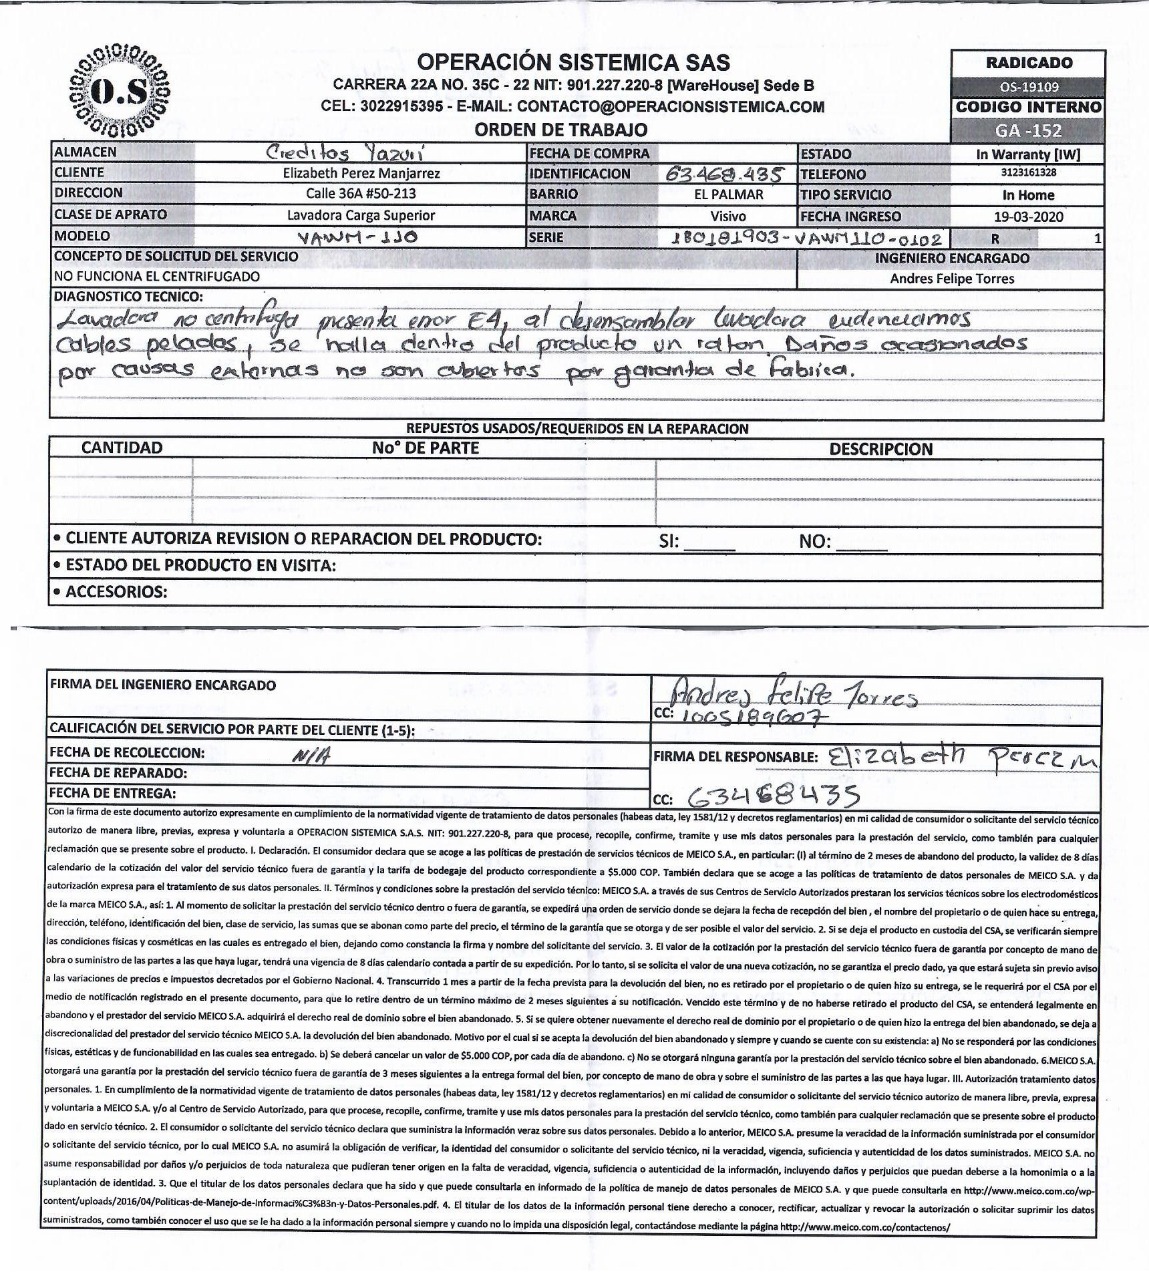 O.S
OPERACIÓN SISTEMICA SAS
CARRERA 22A NO. 35C - 22 NIT: 901.227.220-8 [WareHouse] Sede B
CEL: 3022915395 - E-MAIL: CONTACTO@OPERACIONSISTEMICA.COM
ORDEN DE TRABAJO
RADICADO
OS-19109
CODIGO INTERNO
GA -152
ALMACEN Creditos Yazuri FECHA DE COMPRA ESTADO In Warranty [IW]
CLIENTE Elizabeth Perez Manjarrez IDENTIFICACION 63.468.435 TELEFONO 3123161328
DIRECCION Calle 36A #50-213 BARRIO EL PALMAR TIPO SERVICIO In Home
CLASE DE APRATO Lavadora Carga Superior MARCA Visivo FECHA INGRESO 19-03-2020
MODELO VAWM-110 SERIE 180181903-VAWM110-0102 R 1
CONCEPTO DE SOLICITUD DEL SERVICIO INGENIERO ENCARGADO
NO FUNCIONA EL CENTRIFUGADO Andres Felipe Torres
DIAGNOSTICO TECNICO:
Lavadora no centrifuga presenta error E4, al desensamblar lavadora evidenciamos
cables pelados, se halla dentro del producto un raton. Daños ocasionados
por causas externas no son cubiertos por garantia de fabrica.
REPUESTOS USADOS/REQUERIDOS EN LA REPARACION
CANTIDAD No° DE PARTE DESCRIPCION
• CLIENTE AUTORIZA REVISION O REPARACION DEL PRODUCTO: SI: _____ NO: _____
• ESTADO DEL PRODUCTO EN VISITA:
• ACCESORIOS:
FIRMA DEL INGENIERO ENCARGADO Andres Felipe Torres
CC: 1005189607
CALIFICACIÓN DEL SERVICIO POR PARTE DEL CLIENTE (1-5):
FECHA DE RECOLECCION: N/A FIRMA DEL RESPONSABLE: Elizabeth Perez M
FECHA DE REPARADO:
FECHA DE ENTREGA: CC: 63468435
Con la firma de este documento autorizo expresamente en cumplimiento de la normatividad vigente de tratamiento de datos personales (habeas data, ley 1581/12 y decretos reglamentarios) en mi calidad de consumidor o solicitante del servicio técnico
autorizo de manera libre, previas, expresa y voluntaria a OPERACION SISTEMICA S.A.S. NIT: 901.227.220-8, para que procese, recopile, confirme, tramite y use mis datos personales para la prestación del servicio, como también para cualquier
reclamación que se presente sobre el producto. I. Declaración. El consumidor declara que se acoge a las políticas de prestación de servicios técnicos de MEICO S.A., en particular: (I) al término de 2 meses de abandono del producto, la validez de 8 días
calendario de la cotización del valor del servicio técnico fuera de garantía y la tarifa de bodegaje del producto correspondiente a $5.000 COP. También declara que se acoge a las políticas de tratamiento de datos personales de MEICO S.A. y da
autorización expresa para el tratamiento de sus datos personales. II. Términos y condiciones sobre la prestación del servicio técnico: MEICO S.A. a través de sus Centros de Servicio Autorizados prestaran los servicios técnicos sobre los electrodomésticos
de la marca MEICO S.A., así: 1. Al momento de solicitar la prestación del servicio técnico dentro o fuera de garantía, se expedirá una orden de servicio donde se dejara la fecha de recepción del bien , el nombre del propietario o de quien hace su entrega,
dirección, teléfono, identificación del bien, clase de servicio, las sumas que se abonan como parte del precio, el término de la garantía que se otorga y de ser posible el valor del servicio. 2. Si se deja el producto en custodia del CSA, se verificarán siempre
las condiciones físicas y cosméticas en las cuales es entregado el bien, dejando como constancia la firma y nombre del solicitante del servicio. 3. El valor de la cotización por la prestación del servicio técnico fuera de garantía por concepto de mano de
obra o suministro de las partes a las que haya lugar, tendrá una vigencia de 8 días calendario contada a partir de su expedición. Por lo tanto, si se solicita el valor de una nueva cotización, no se garantiza el precio dado, ya que estará sujeta sin previo aviso
a las variaciones de precios e impuestos decretados por el Gobierno Nacional. 4. Transcurrido 1 mes a partir de la fecha prevista para la devolución del bien, no es retirado por el propietario o de quien hizo su entrega, se le requerirá por el CSA por el
medio de notificación registrado en el presente documento, para que lo retire dentro de un término máximo de 2 meses siguientes a su notificación. Vencido este término y de no haberse retirado el producto del CSA, se entenderá legalmente en
abandono y el prestador del servicio MEICO S.A. adquirirá el derecho real de dominio sobre el bien abandonado. 5. Si se quiere obtener nuevamente el derecho real de dominio por el propietario o de quien hizo la entrega del bien abandonado, se deja a
discrecionalidad del prestador del servicio técnico MEICO S.A. la devolución del bien abandonado. Motivo por el cual si se acepta la devolución del bien abandonado y siempre y cuando se cuente con su existencia: a) No se responderá por las condiciones
físicas, estéticas y de funcionabilidad en las cuales sea entregado. b) Se deberá cancelar un valor de $5.000 COP, por cada día de abandono. c) No se otorgará ninguna garantía por la prestación del servicio técnico sobre el bien abandonado. 6.MEICO S.A.
otorgará una garantía por la prestación del servicio técnico fuera de garantía de 3 meses siguientes a la entrega formal del bien, por concepto de mano de obra y sobre el suministro de las partes a las que haya lugar. III. Autorización tratamiento datos
personales. 1. En cumplimiento de la normatividad vigente de tratamiento de datos personales (habeas data, ley 1581/12 y decretos reglamentarios) en mi calidad de consumidor o solicitante del servicio técnico autorizo de manera libre, previa, expresa
y voluntaria a MEICO S.A. y/o al Centro de Servicio Autorizado, para que procese, recopile, confirme, tramite y use mis datos personales para la prestación del servicio técnico, como también para cualquier reclamación que se presente sobre el producto
dado en servicio técnico. 2. El consumidor o solicitante del servicio técnico declara que suministra la información veraz sobre sus datos personales. Debido a lo anterior, MEICO S.A. presume la veracidad de la información suministrada por el consumidor
o solicitante del servicio técnico, por lo cual MEICO S.A. no asumirá la obligación de verificar, la identidad del consumidor o solicitante del servicio técnico, ni la veracidad, vigencia, suficiencia y autenticidad de los datos suministrados. MEICO S.A. no
asume responsabilidad por daños y/o perjuicios de toda naturaleza que pudieran tener origen en la falta de veracidad, vigencia, suficiencia o autenticidad de la información, incluyendo daños y perjuicios que puedan deberse a la homonimia o a la
suplantación de identidad. 3. Que el titular de los datos personales declara que ha sido y que puede consultarla en informado de la política de manejo de datos personales de MEICO S.A. y que puede consultarla en http://www.meico.com.co/wp-
content/uploads/2016/04/Politicas-de-Manejo-de-Informaci%C3%B3n-y-Datos-Personales.pdf. 4. El titular de los datos de la información personal tiene derecho a conocer, rectificar, actualizar y revocar la autorización o solicitar suprimir los datos
suministrados, como también conocer el uso que se le ha dado a la información personal siempre y cuando no lo impida una disposición legal, contactándose mediante la página http://www.meico.com.co/contactenos/